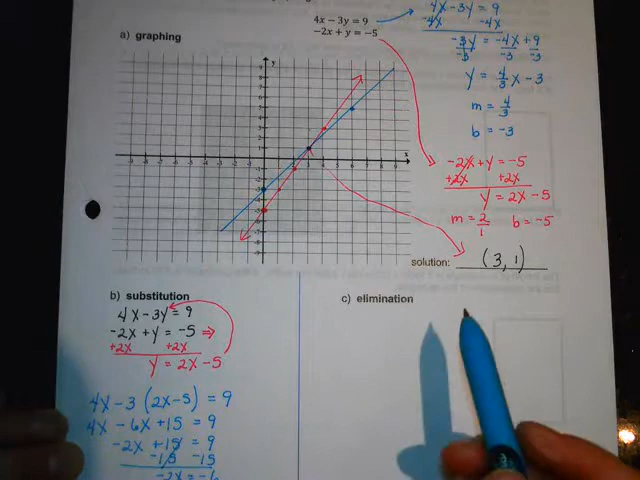 4x − 3y = 9
−2x + y = −5
a) graphing
4x - 3y = 9
-4x -4x
-3y = -4x + 9
-3 -3 -3
y = 4/3 x - 3
m = 4/3
b = -3
-2x + y = -5
+2x +2x
y = 2x - 5
m = 2/1 b = -5
solution: (3, 1)
b) substitution
4x - 3y = 9
-2x + y = -5 ⇒
+2x +2x
y = 2x - 5
4x - 3 (2x - 5) = 9
4x - 6x + 15 = 9
-2x + 15 = 9
-15 -15
-2x = -6
c) elimination